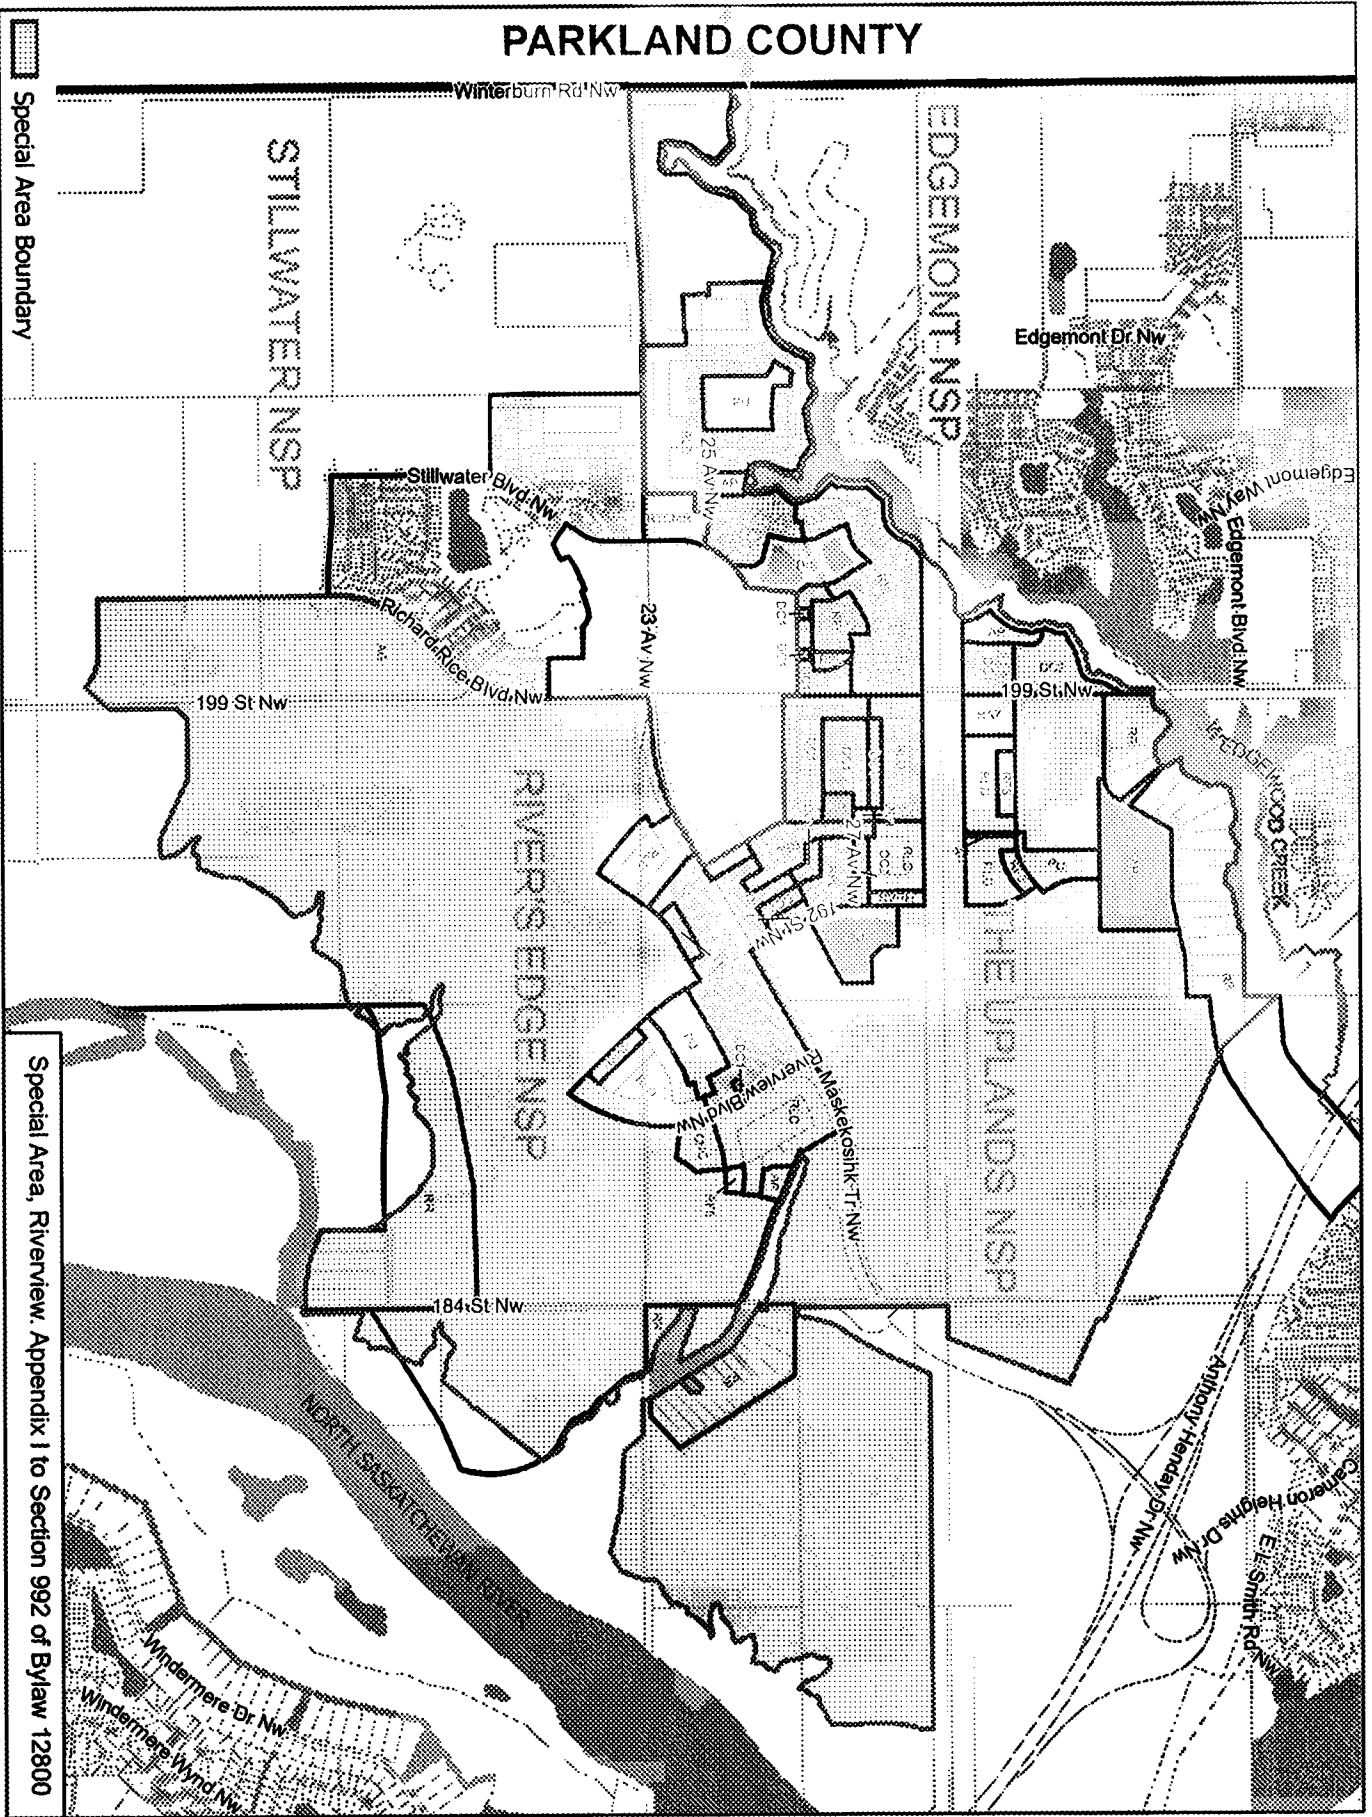 PARKLAND COUNTY
Winterburn Rd Nw
Special Area Boundary
STILLWATER NSP
EDGEMONT NSP
Edgemont Dr Nw
Edgemont Way Nw
Edgemont Blvd Nw
25 Av Nw
Stillwater Blvd Nw
23 Av Nw
Richard Rice Blvd Nw
AG
199 St Nw
199 St Nw
DC2
WEDGEWOOD CREEK
RIVER'S EDGE NSP
27 Av Nw
192 St Nw
THE UPLANDS NSP
Riverview Blvd Nw
Maskekosihk Tr Nw
184 St Nw
Anthony Henday Dr Nw
Cameron Heights Dr Nw
E L Smith Rd Nw
NORTH SASKATCHEWAN RIVER
Windermere Dr Nw
Windermere Wynd Nw
Special Area, Riverview. Appendix I to Section 992 of Bylaw 12800